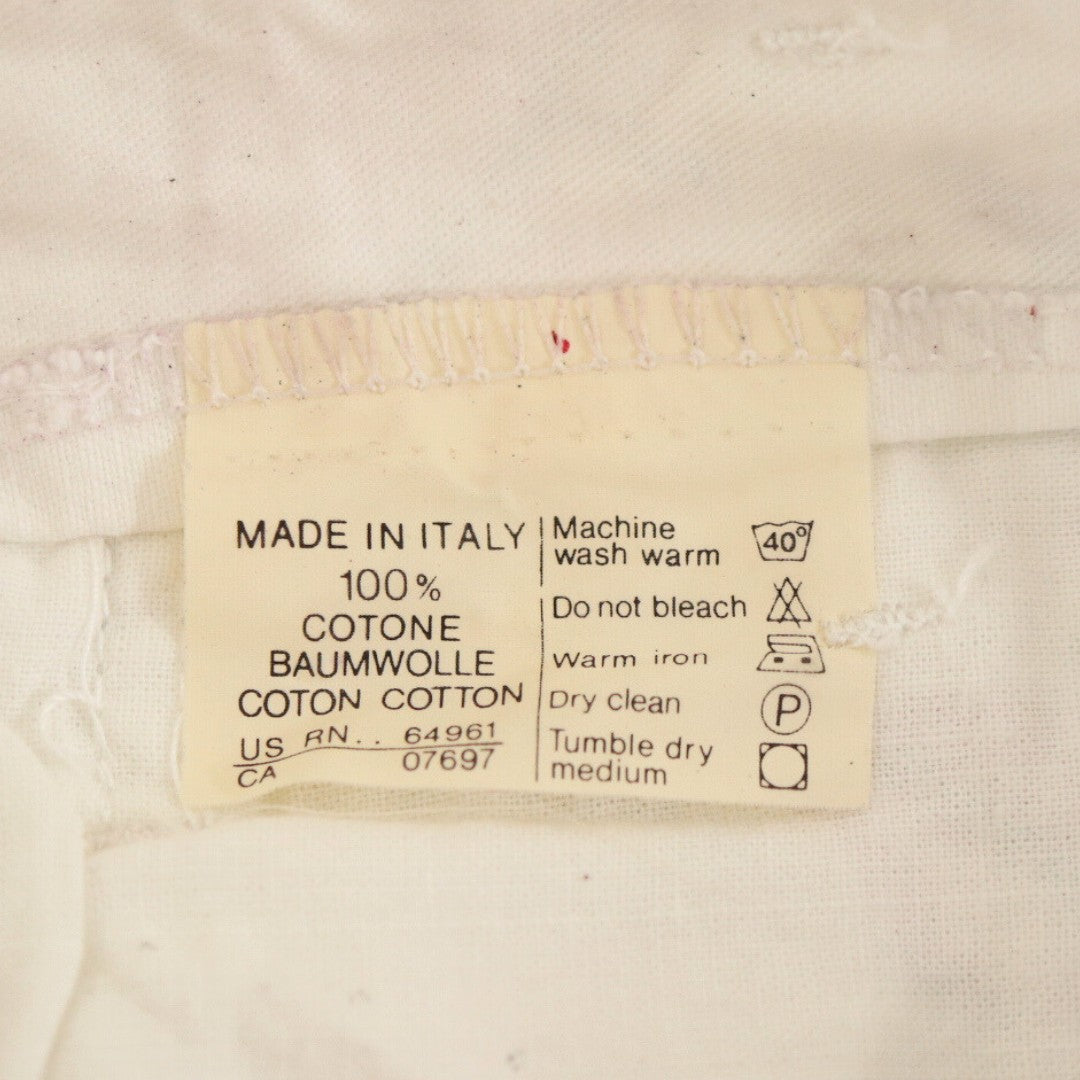 MADE IN ITALY
100%
COTONE
BAUMWOLLE
COTON COTTON
US RN.. 64961
CA 07697
Machine
wash warm
40°
Do not bleach
Warm iron
Dry clean
P
Tumble dry
medium